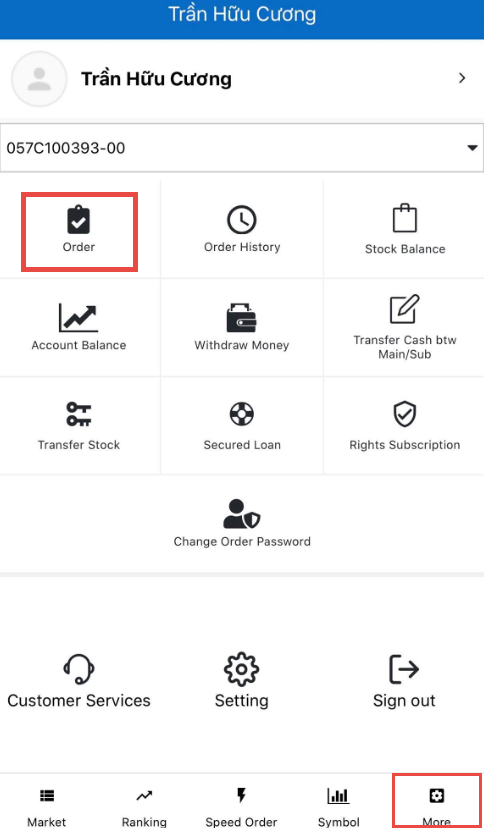 Trần Hữu Cương
Trần Hữu Cương
057C100393-00
Order
Order History
Stock Balance
Account Balance
Withdraw Money
Transfer Cash btw
Main/Sub
Transfer Stock
Secured Loan
Rights Subscription
Change Order Password
Customer Services
Setting
Sign out
Market
Ranking
Speed Order
Symbol
More